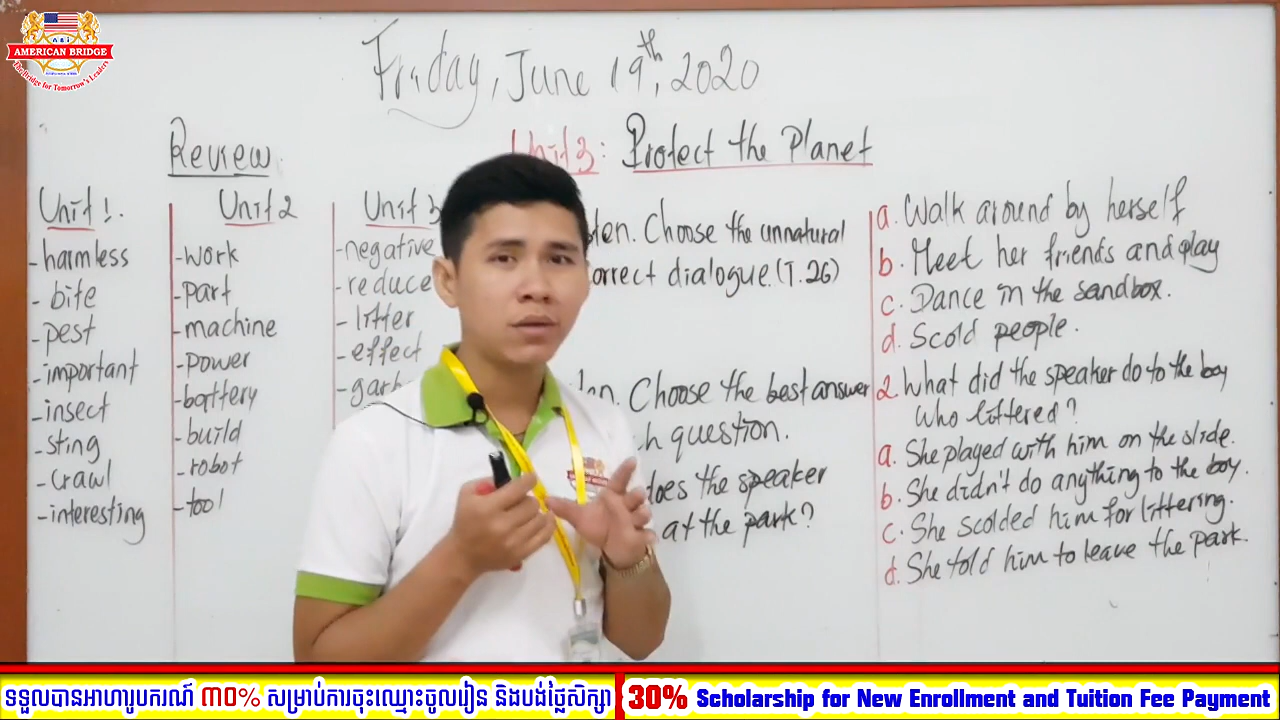 AMERICAN BRIDGE
The Bridge for Tomorrow's Leaders
Friday, June 19th, 2020
Review
Unit 1.
- harmless
- bite
- pest
- important
- insect
- sting
- crawl
- interesting
Unit 2
- work
- part
- machine
- power
- battery
- build
- robot
- tool
Unit 3
- negative
- reduce
- litter
- effect
Unit 3: Protect the Planet
Choose the unnatural
dialogue. (T.26)
Choose the best answer
question.
does the speaker
at the park?
a. Walk around by herself
b. Meet her friends and play
c. Dance in the sandbox.
d. Scold people.
2. What did the speaker do to the boy
who littered?
a. She played with him on the slide.
b. She didn't do anything to the boy.
c. She scolded him for littering.
d. She told him to leave the park.
ទទួលបានអាហារូបករណ៍ ៣០% សម្រាប់ការចុះឈ្មោះចូលរៀន និងបង់ថ្លៃសិក្សា
30% Scholarship for New Enrollment and Tuition Fee Payment